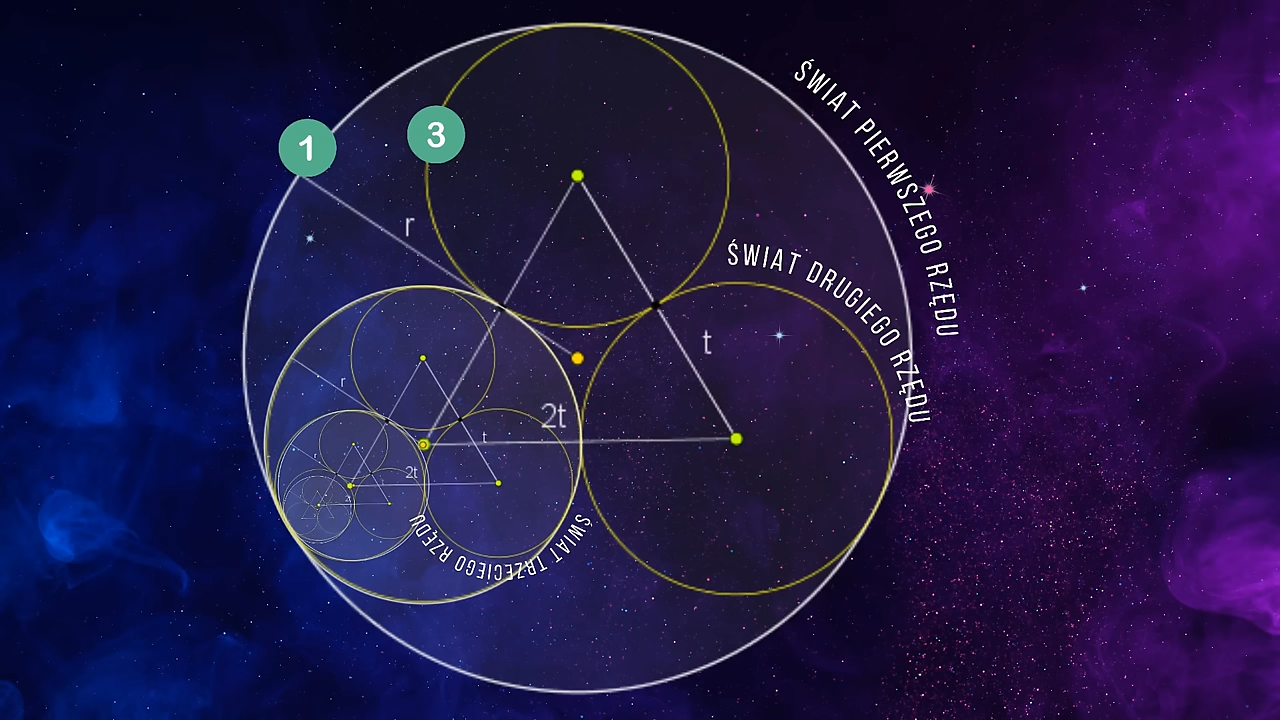 1
3
ŚWIAT PIERWSZEGO RZĘDU
r
ŚWIAT DRUGIEGO RZĘDU
t
2t
r
t
2t
ŚWIAT TRZECIEGO RZĘDU